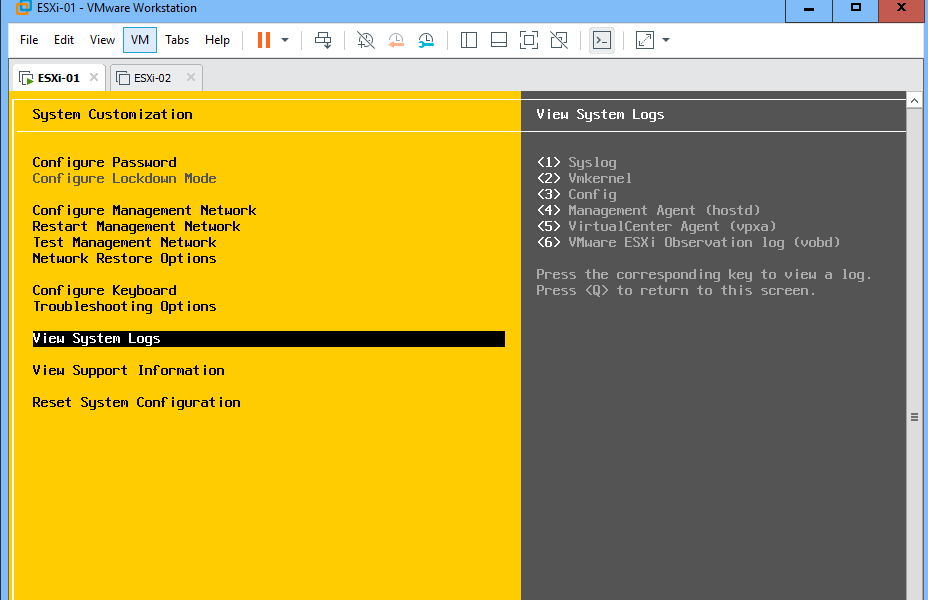 ESXi-01 - VMware Workstation
File Edit View VM Tabs Help
ESXi-01 ESXi-02
System Customization
Configure Password
Configure Lockdown Mode
Configure Management Network
Restart Management Network
Test Management Network
Network Restore Options
Configure Keyboard
Troubleshooting Options
View System Logs
View Support Information
Reset System Configuration
View System Logs
<1> Syslog
<2> Vmkernel
<3> Config
<4> Management Agent (hostd)
<5> VirtualCenter Agent (vpxa)
<6> VMware ESXi Observation log (vobd)
Press the corresponding key to view a log.
Press <Q> to return to this screen.